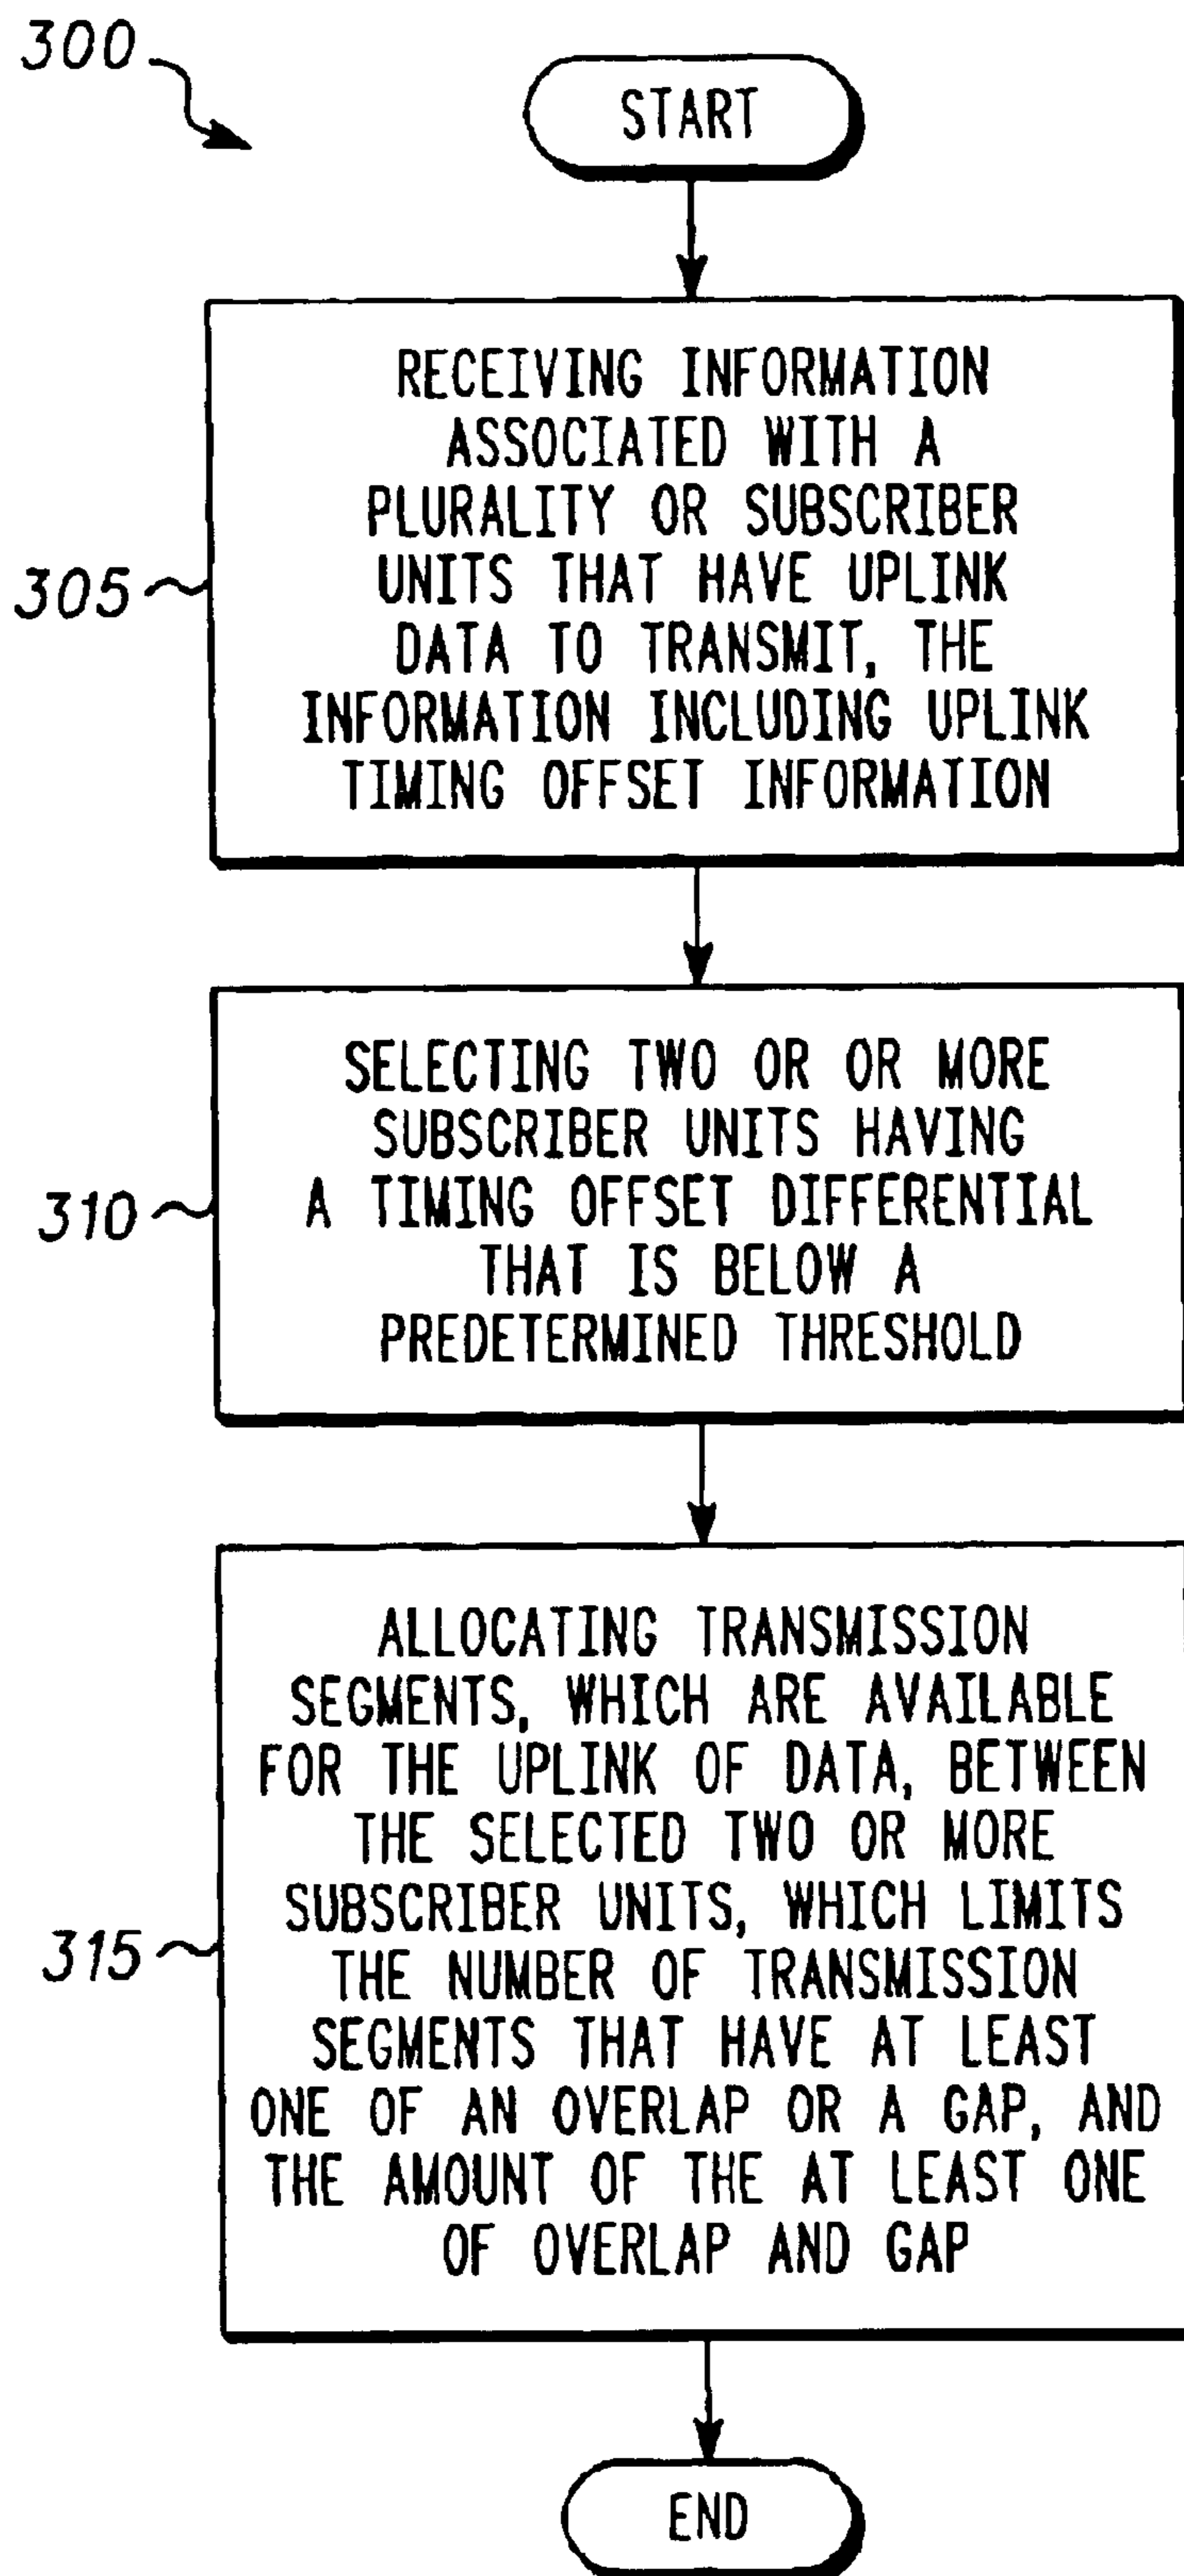 300
START
RECEIVING INFORMATION
ASSOCIATED WITH A
PLURALITY OR SUBSCRIBER
UNITS THAT HAVE UPLINK
DATA TO TRANSMIT, THE
INFORMATION INCLUDING UPLINK
TIMING OFFSET INFORMATION
305
SELECTING TWO OR OR MORE
SUBSCRIBER UNITS HAVING
A TIMING OFFSET DIFFERENTIAL
THAT IS BELOW A
PREDETERMINED THRESHOLD
310
ALLOCATING TRANSMISSION
SEGMENTS, WHICH ARE AVAILABLE
FOR THE UPLINK OF DATA, BETWEEN
THE SELECTED TWO OR MORE
SUBSCRIBER UNITS, WHICH LIMITS
THE NUMBER OF TRANSMISSION
SEGMENTS THAT HAVE AT LEAST
ONE OF AN OVERLAP OR A GAP, AND
THE AMOUNT OF THE AT LEAST ONE
OF OVERLAP AND GAP
315
END